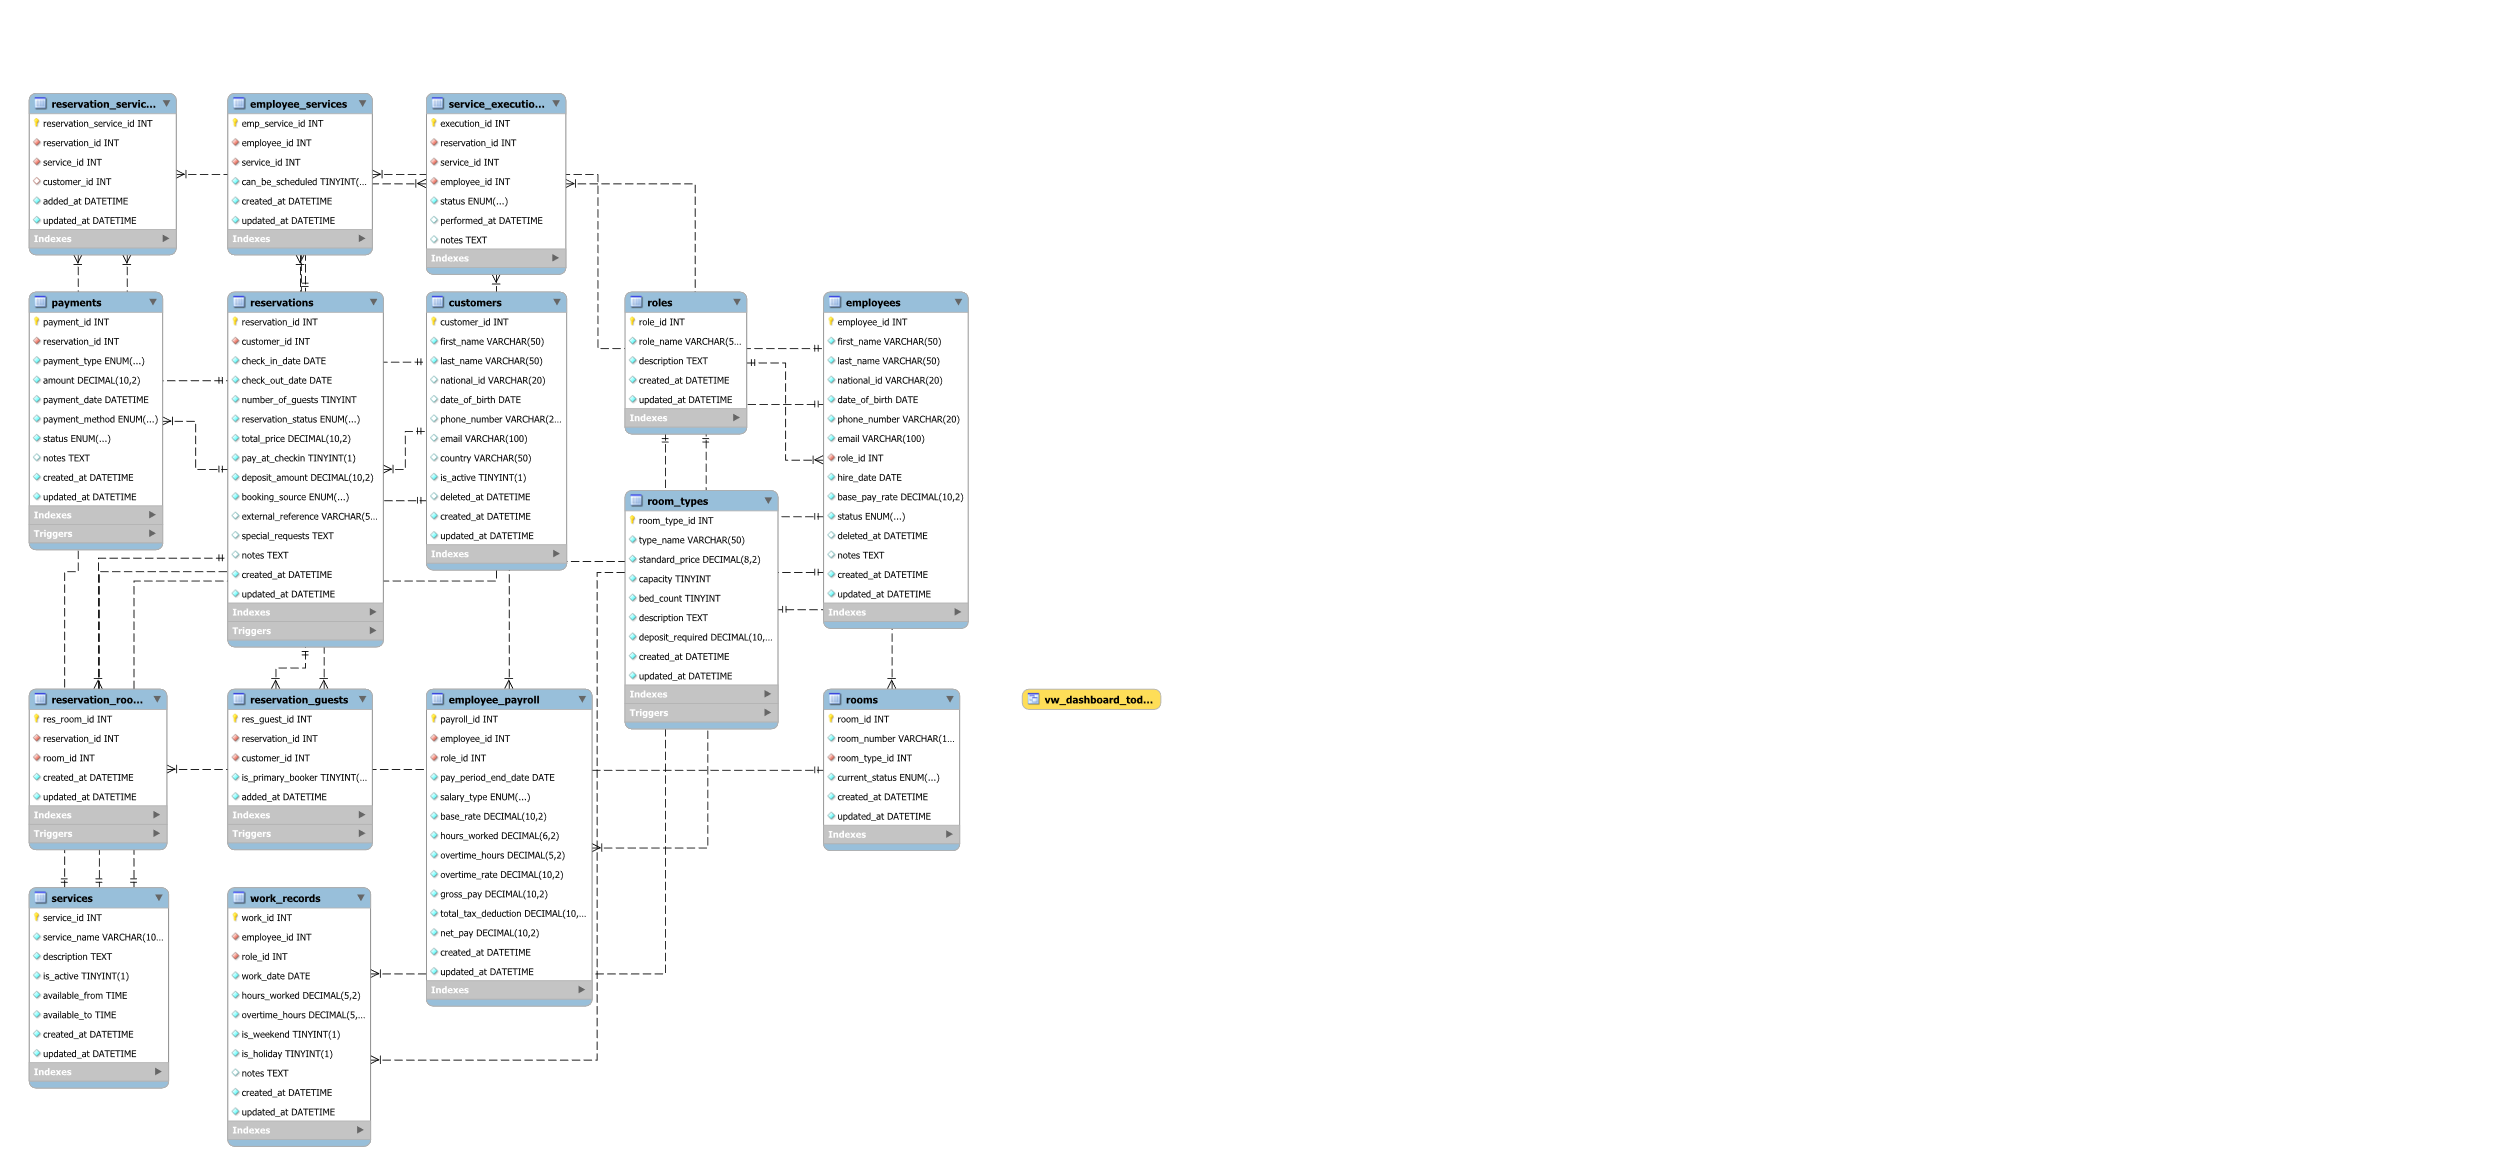 reservation_servic...
reservation_service_id INT
reservation_id INT
service_id INT
customer_id INT
added_at DATETIME
updated_at DATETIME
Indexes
employee_services
emp_service_id INT
employee_id INT
service_id INT
can_be_scheduled TINYINT(...
created_at DATETIME
updated_at DATETIME
Indexes
service_executio...
execution_id INT
reservation_id INT
service_id INT
employee_id INT
status ENUM(...)
performed_at DATETIME
notes TEXT
Indexes
payments
payment_id INT
reservation_id INT
payment_type ENUM(...)
amount DECIMAL(10,2)
payment_date DATETIME
payment_method ENUM(...)
status ENUM(...)
notes TEXT
created_at DATETIME
updated_at DATETIME
Indexes
Triggers
reservations
reservation_id INT
customer_id INT
check_in_date DATE
check_out_date DATE
number_of_guests TINYINT
reservation_status ENUM(...)
total_price DECIMAL(10,2)
pay_at_checkin TINYINT(1)
deposit_amount DECIMAL(10,2)
booking_source ENUM(...)
external_reference VARCHAR(5...
special_requests TEXT
notes TEXT
created_at DATETIME
updated_at DATETIME
Indexes
Triggers
customers
customer_id INT
first_name VARCHAR(50)
last_name VARCHAR(50)
national_id VARCHAR(20)
date_of_birth DATE
phone_number VARCHAR(2...
email VARCHAR(100)
country VARCHAR(50)
is_active TINYINT(1)
deleted_at DATETIME
created_at DATETIME
updated_at DATETIME
Indexes
roles
role_id INT
role_name VARCHAR(5...
description TEXT
created_at DATETIME
updated_at DATETIME
Indexes
employees
employee_id INT
first_name VARCHAR(50)
last_name VARCHAR(50)
national_id VARCHAR(20)
date_of_birth DATE
phone_number VARCHAR(20)
email VARCHAR(100)
role_id INT
hire_date DATE
base_pay_rate DECIMAL(10,2)
status ENUM(...)
deleted_at DATETIME
notes TEXT
created_at DATETIME
updated_at DATETIME
Indexes
room_types
room_type_id INT
type_name VARCHAR(50)
standard_price DECIMAL(8,2)
capacity TINYINT
bed_count TINYINT
description TEXT
deposit_required DECIMAL(10,...
created_at DATETIME
updated_at DATETIME
Indexes
Triggers
reservation_roo...
res_room_id INT
reservation_id INT
room_id INT
created_at DATETIME
updated_at DATETIME
Indexes
Triggers
reservation_guests
res_guest_id INT
reservation_id INT
customer_id INT
is_primary_booker TINYINT(...
added_at DATETIME
Indexes
Triggers
employee_payroll
payroll_id INT
employee_id INT
role_id INT
pay_period_end_date DATE
salary_type ENUM(...)
base_rate DECIMAL(10,2)
hours_worked DECIMAL(6,2)
overtime_hours DECIMAL(5,2)
overtime_rate DECIMAL(10,2)
gross_pay DECIMAL(10,2)
total_tax_deduction DECIMAL(10,...
net_pay DECIMAL(10,2)
created_at DATETIME
updated_at DATETIME
Indexes
rooms
room_id INT
room_number VARCHAR(1...
room_type_id INT
current_status ENUM(...)
created_at DATETIME
updated_at DATETIME
Indexes
vw_dashboard_tod...
services
service_id INT
service_name VARCHAR(10...
description TEXT
is_active TINYINT(1)
available_from TIME
available_to TIME
created_at DATETIME
updated_at DATETIME
Indexes
work_records
work_id INT
employee_id INT
role_id INT
work_date DATE
hours_worked DECIMAL(5,2)
overtime_hours DECIMAL(5,...
is_weekend TINYINT(1)
is_holiday TINYINT(1)
notes TEXT
created_at DATETIME
updated_at DATETIME
Indexes